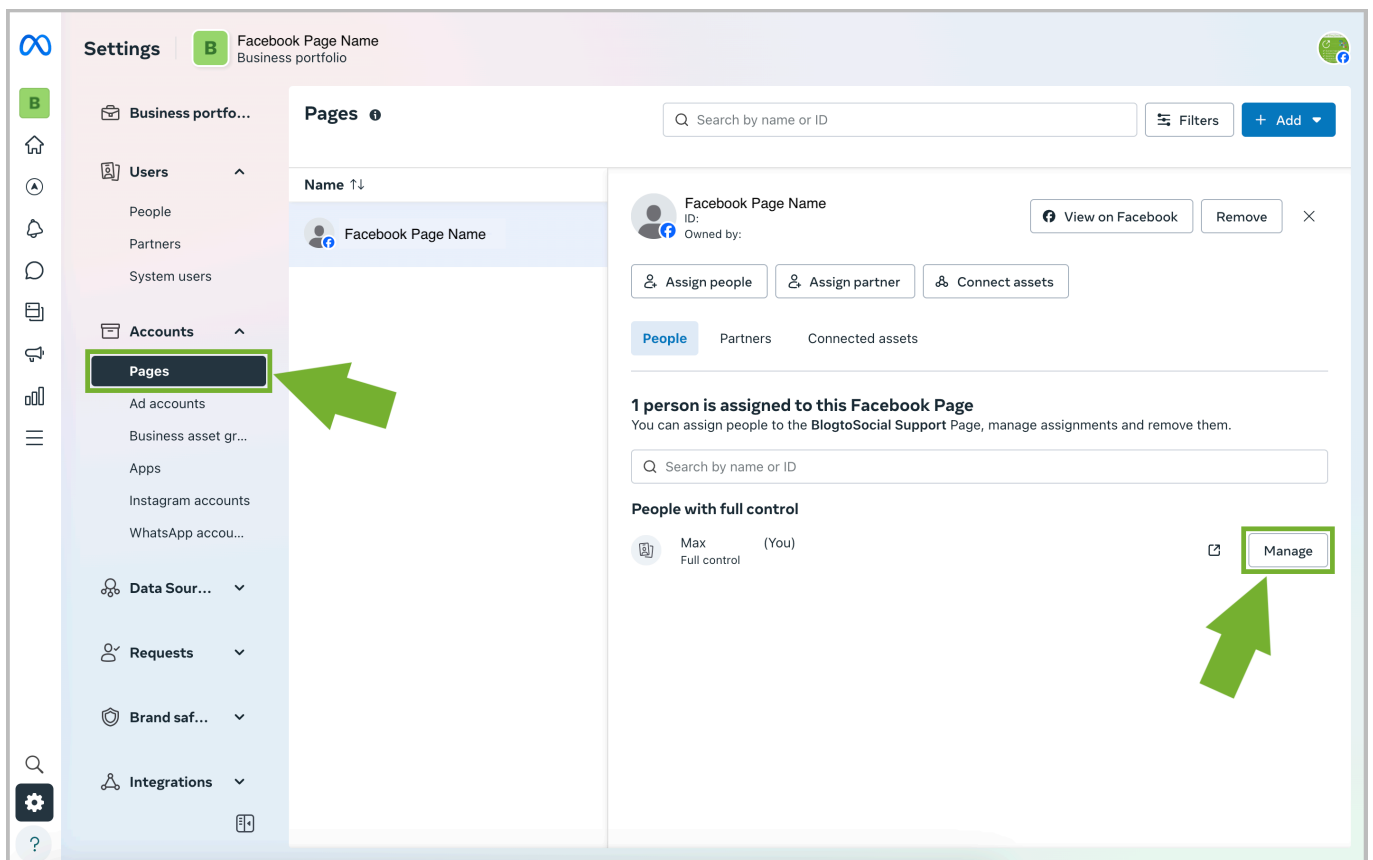 Settings
B
Facebook Page Name
Business portfolio
B
Business portfo...
Users
People
Partners
System users
Accounts
Pages
Ad accounts
Business asset gr...
Apps
Instagram accounts
WhatsApp accou...
Data Sour...
Requests
Brand saf...
Integrations
?
Pages
Search by name or ID
Filters
+ Add
Name
Facebook Page Name
Facebook Page Name
ID:
Owned by:
View on Facebook
Remove
Assign people
Assign partner
Connect assets
People
Partners
Connected assets
1 person is assigned to this Facebook Page
You can assign people to the BlogtoSocial Support Page, manage assignments and remove them.
Search by name or ID
People with full control
Max (You)
Full control
Manage